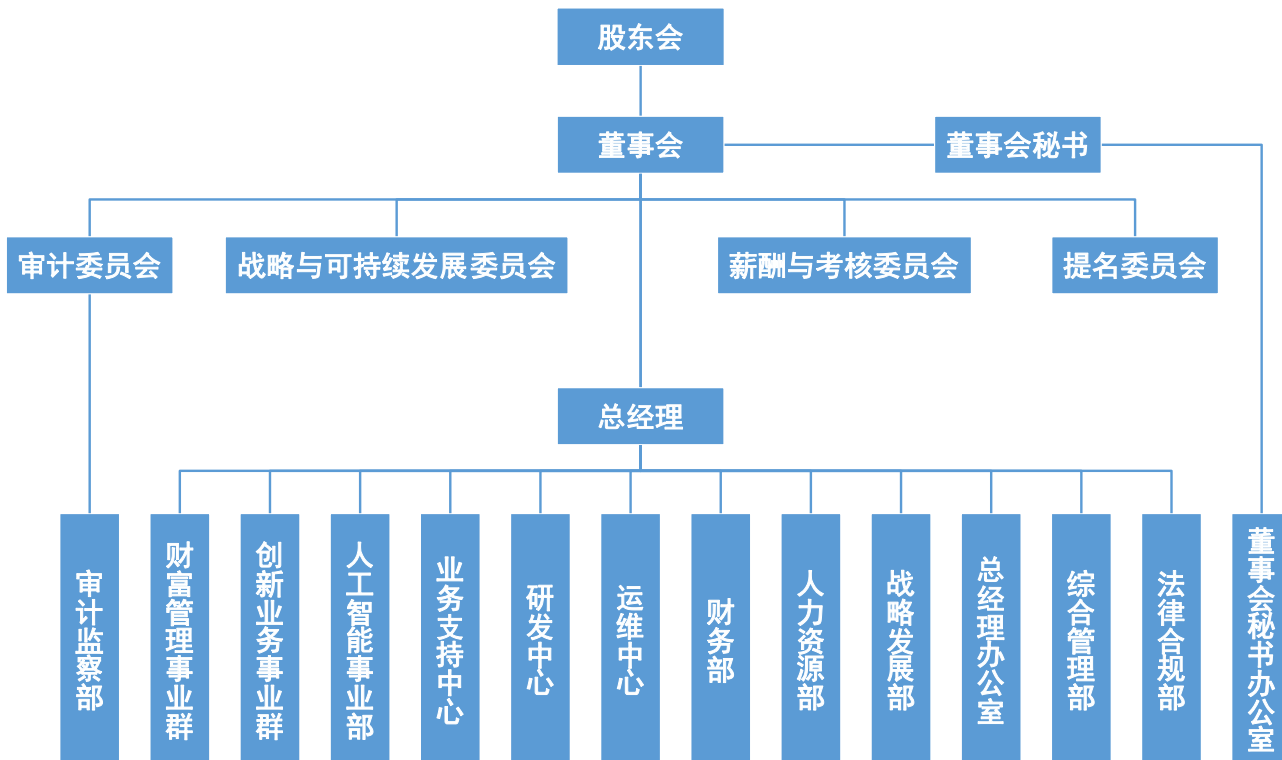 股东会
董事会
董事会秘书
审计委员会
战略与可持续发展委员会
薪酬与考核委员会
提名委员会
总经理
审计监察部
财富管理事业群
创新业务事业群
人工智能事业部
业务支持中心
研发中心
运维中心
财务部
人力资源部
战略发展部
总经理办公室
综合管理部
法律合规部
董事会秘书办公室